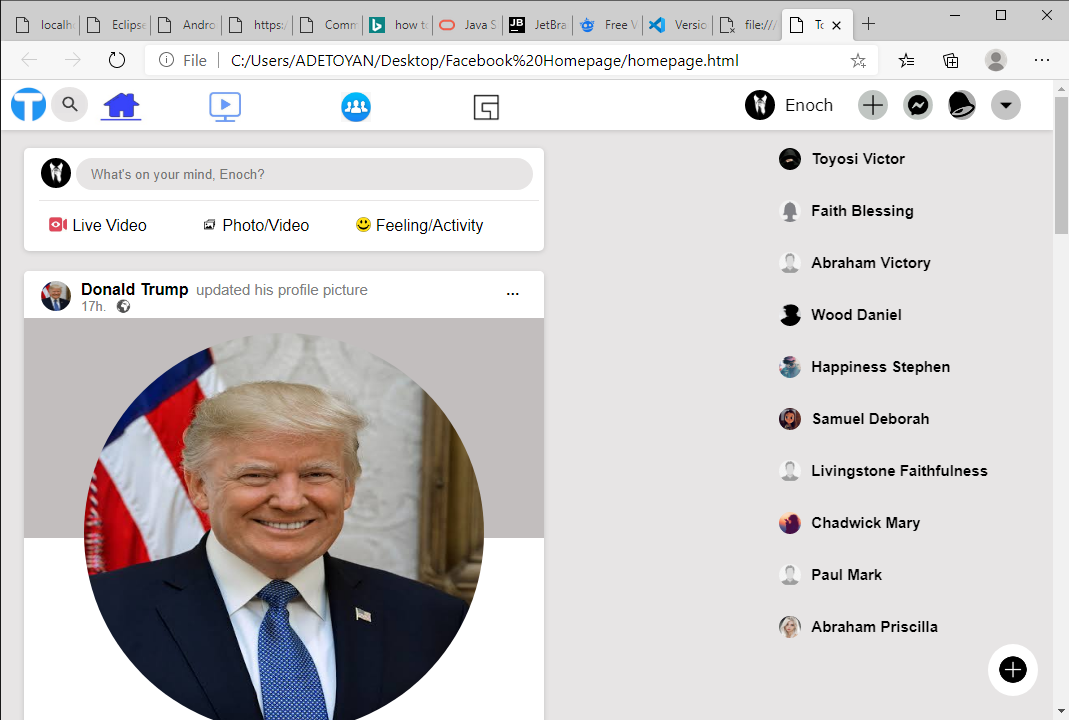 localh
Eclipse
Andro
https:/
Comm
how to
Java S
JB
JetBra
Free V
Versio
file:///
To
File
C:/Users/ADETOYAN/Desktop/Facebook%20Homepage/homepage.html
Enoch
What's on your mind, Enoch?
Live Video
Photo/Video
Feeling/Activity
Donald Trump updated his profile picture
17h.
...
Toyosi Victor
Faith Blessing
Abraham Victory
Wood Daniel
Happiness Stephen
Samuel Deborah
Livingstone Faithfulness
Chadwick Mary
Paul Mark
Abraham Priscilla